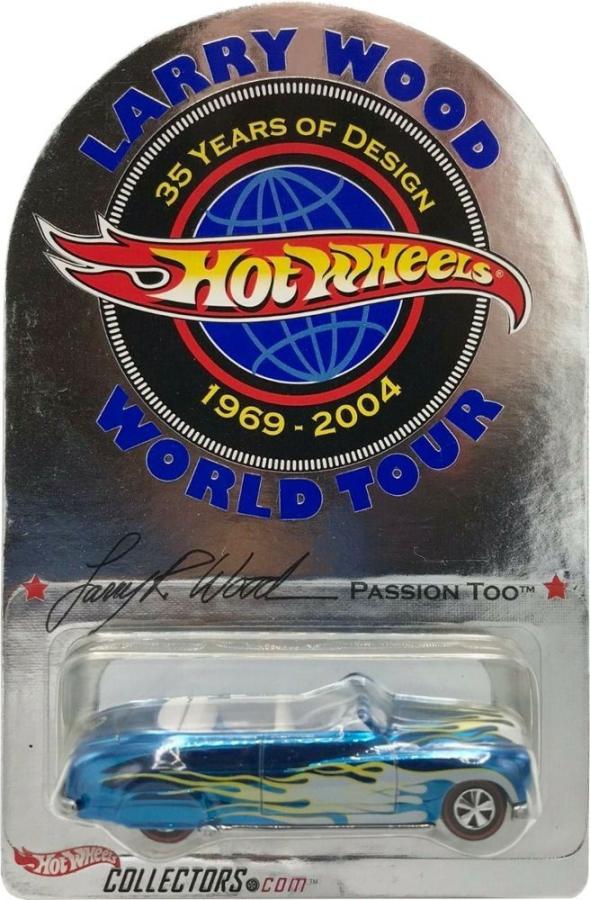 LARRY WOOD
35 YEARS OF DESIGN
HOT WHEELS®
1969 - 2004
WORLD TOUR
Larry R. Wood
PASSION TOO™
HOT WHEELS
COLLECTORS.COM™